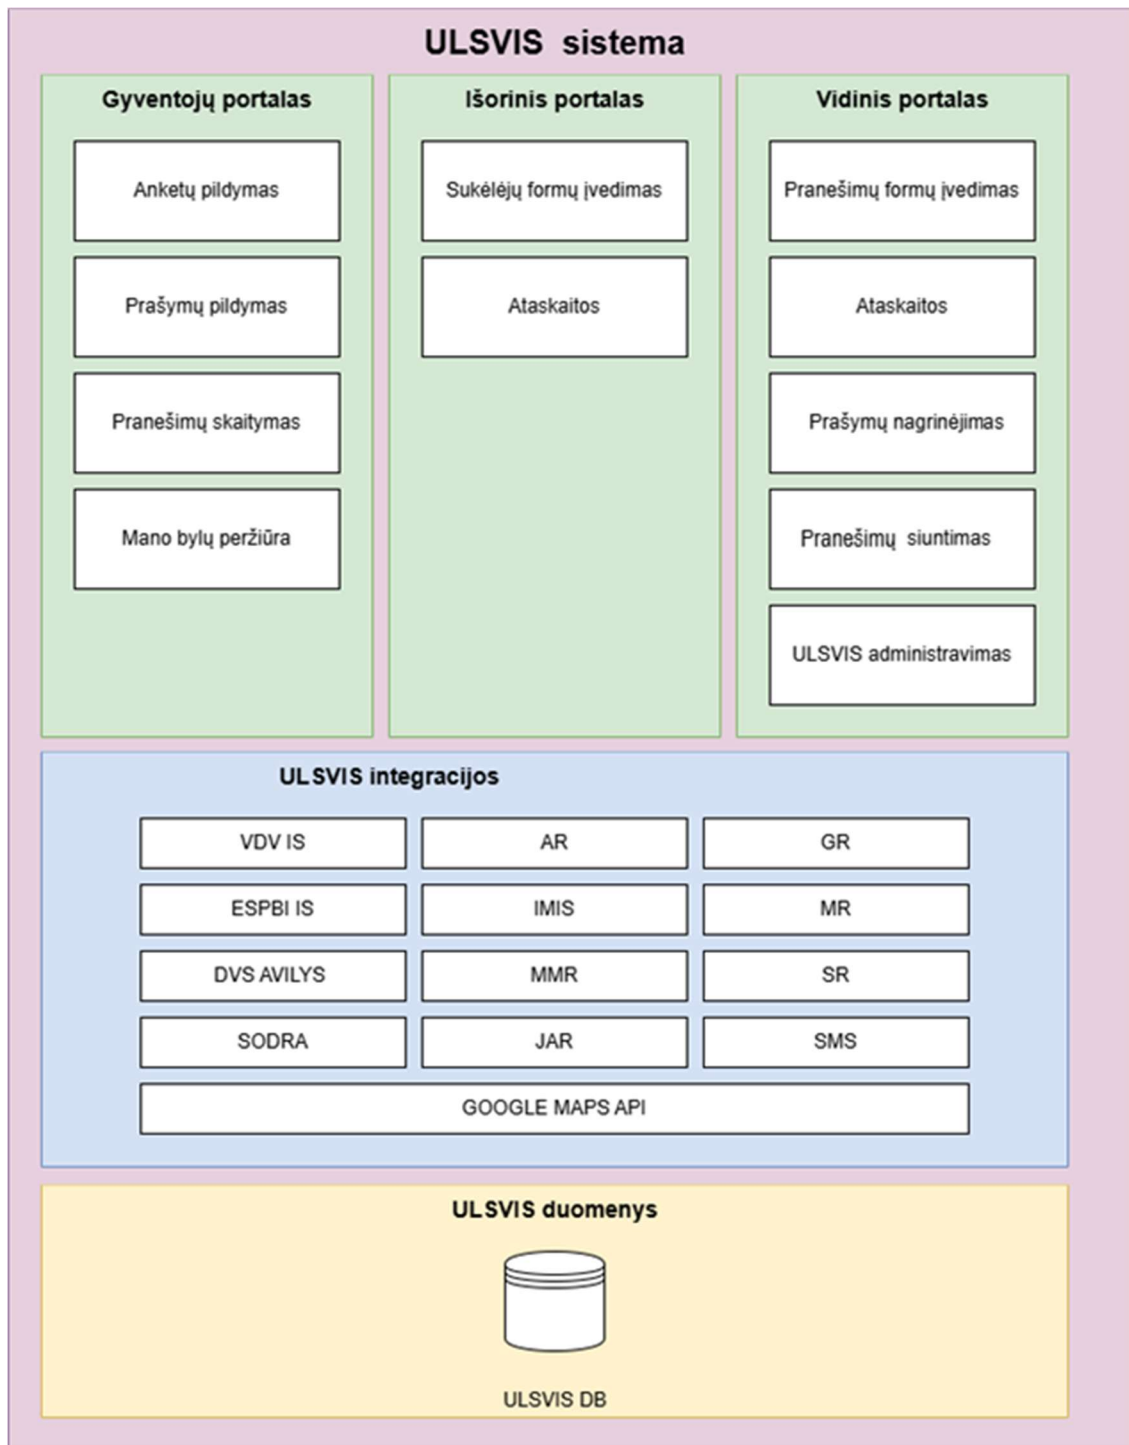 ULSVIS sistema
Gyventojų portalas
Anketų pildymas
Prašymų pildymas
Pranešimų skaitymas
Mano bylų peržiūra
Išorinis portalas
Sukėlėjų formų įvedimas
Ataskaitos
Vidinis portalas
Pranešimų formų įvedimas
Ataskaitos
Prašymų nagrinėjimas
Pranešimų siuntimas
ULSVIS administravimas
ULSVIS integracijos
VDV IS
AR
GR
ESPBI IS
IMIS
MR
DVS AVILYS
MMR
SR
SODRA
JAR
SMS
GOOGLE MAPS API
ULSVIS duomenys
ULSVIS DB